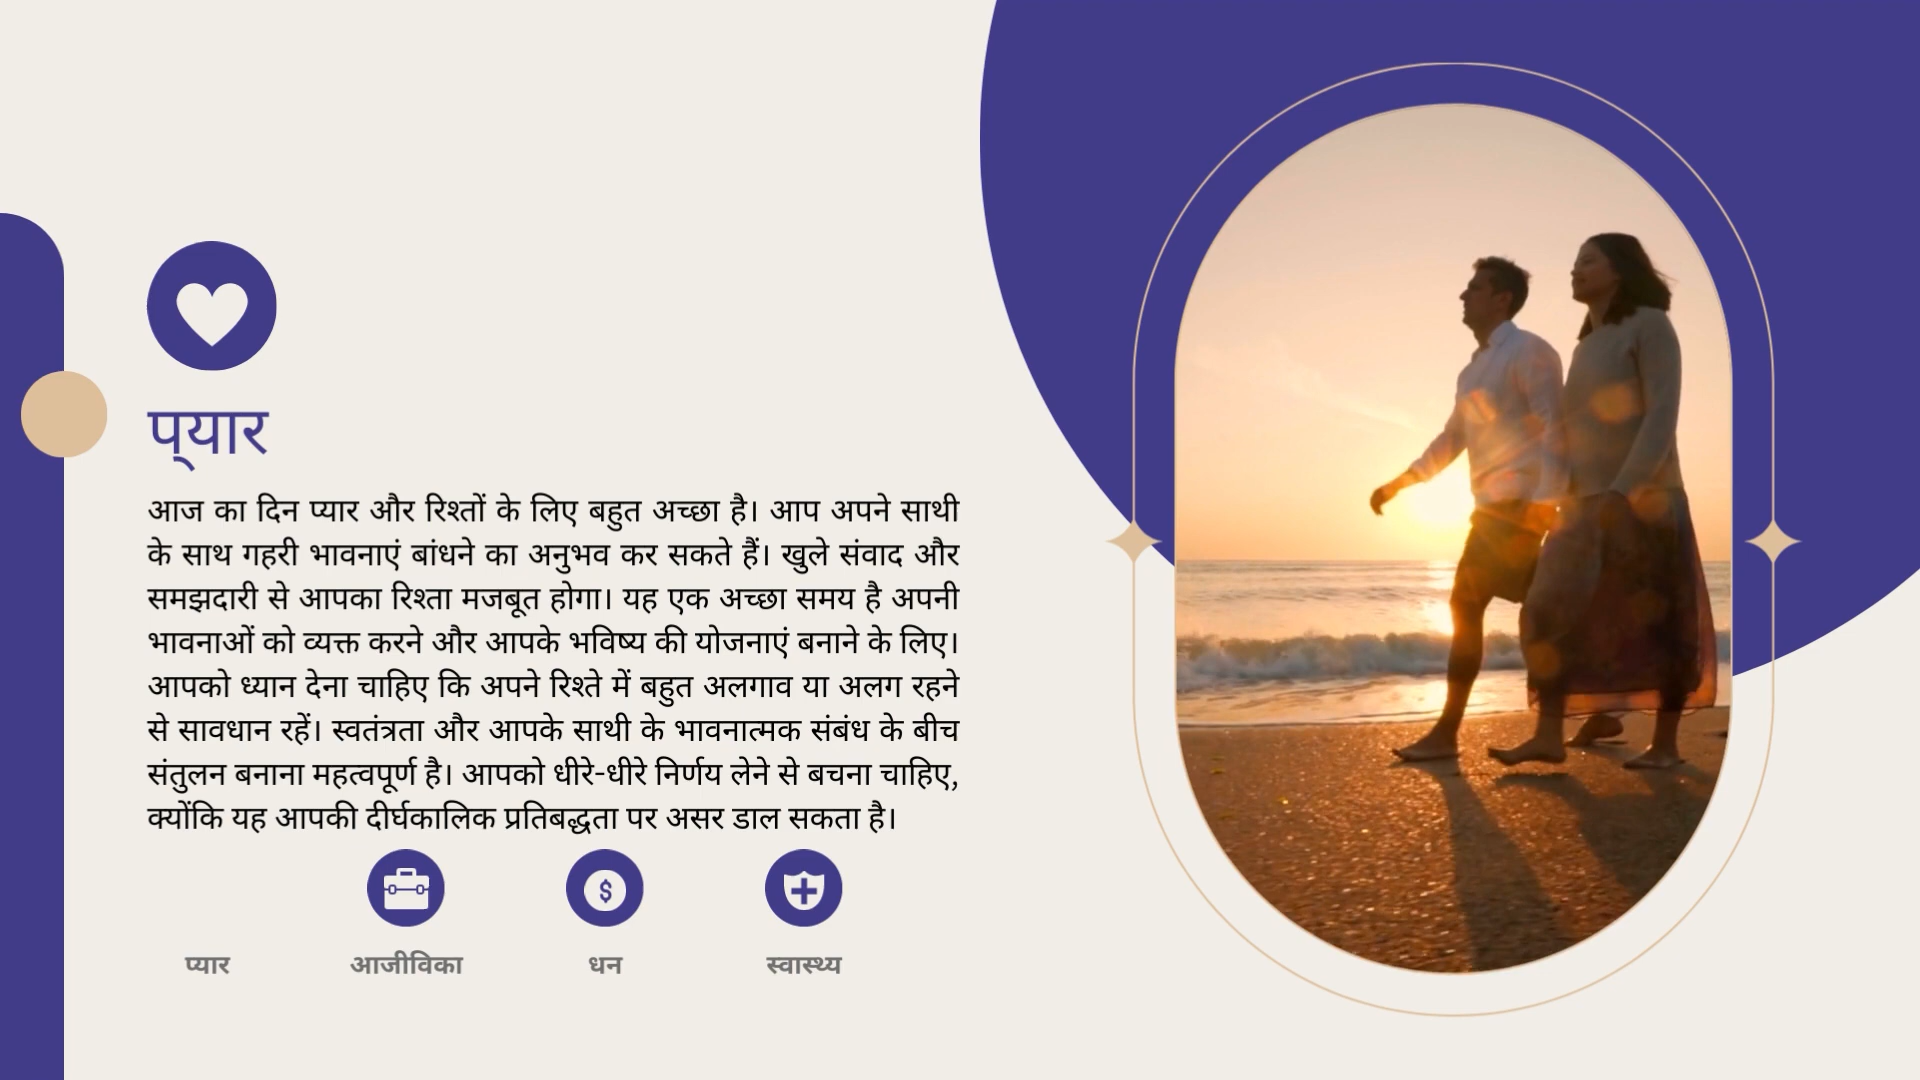 प्यार
आज का दिन प्यार और रिश्तों के लिए बहुत अच्छा है। आप अपने साथी
के साथ गहरी भावनाएं बांधने का अनुभव कर सकते हैं। खुले संवाद और
समझदारी से आपका रिश्ता मजबूत होगा। यह एक अच्छा समय है अपनी
भावनाओं को व्यक्त करने और आपके भविष्य की योजनाएं बनाने के लिए।
आपको ध्यान देना चाहिए कि अपने रिश्ते में बहुत अलगाव या अलग रहने
से सावधान रहें। स्वतंत्रता और आपके साथी के भावनात्मक संबंध के बीच
संतुलन बनाना महत्वपूर्ण है। आपको धीरे-धीरे निर्णय लेने से बचना चाहिए,
क्योंकि यह आपकी दीर्घकालिक प्रतिबद्धता पर असर डाल सकता है।
$
प्यार आजीविका धन स्वास्थ्य